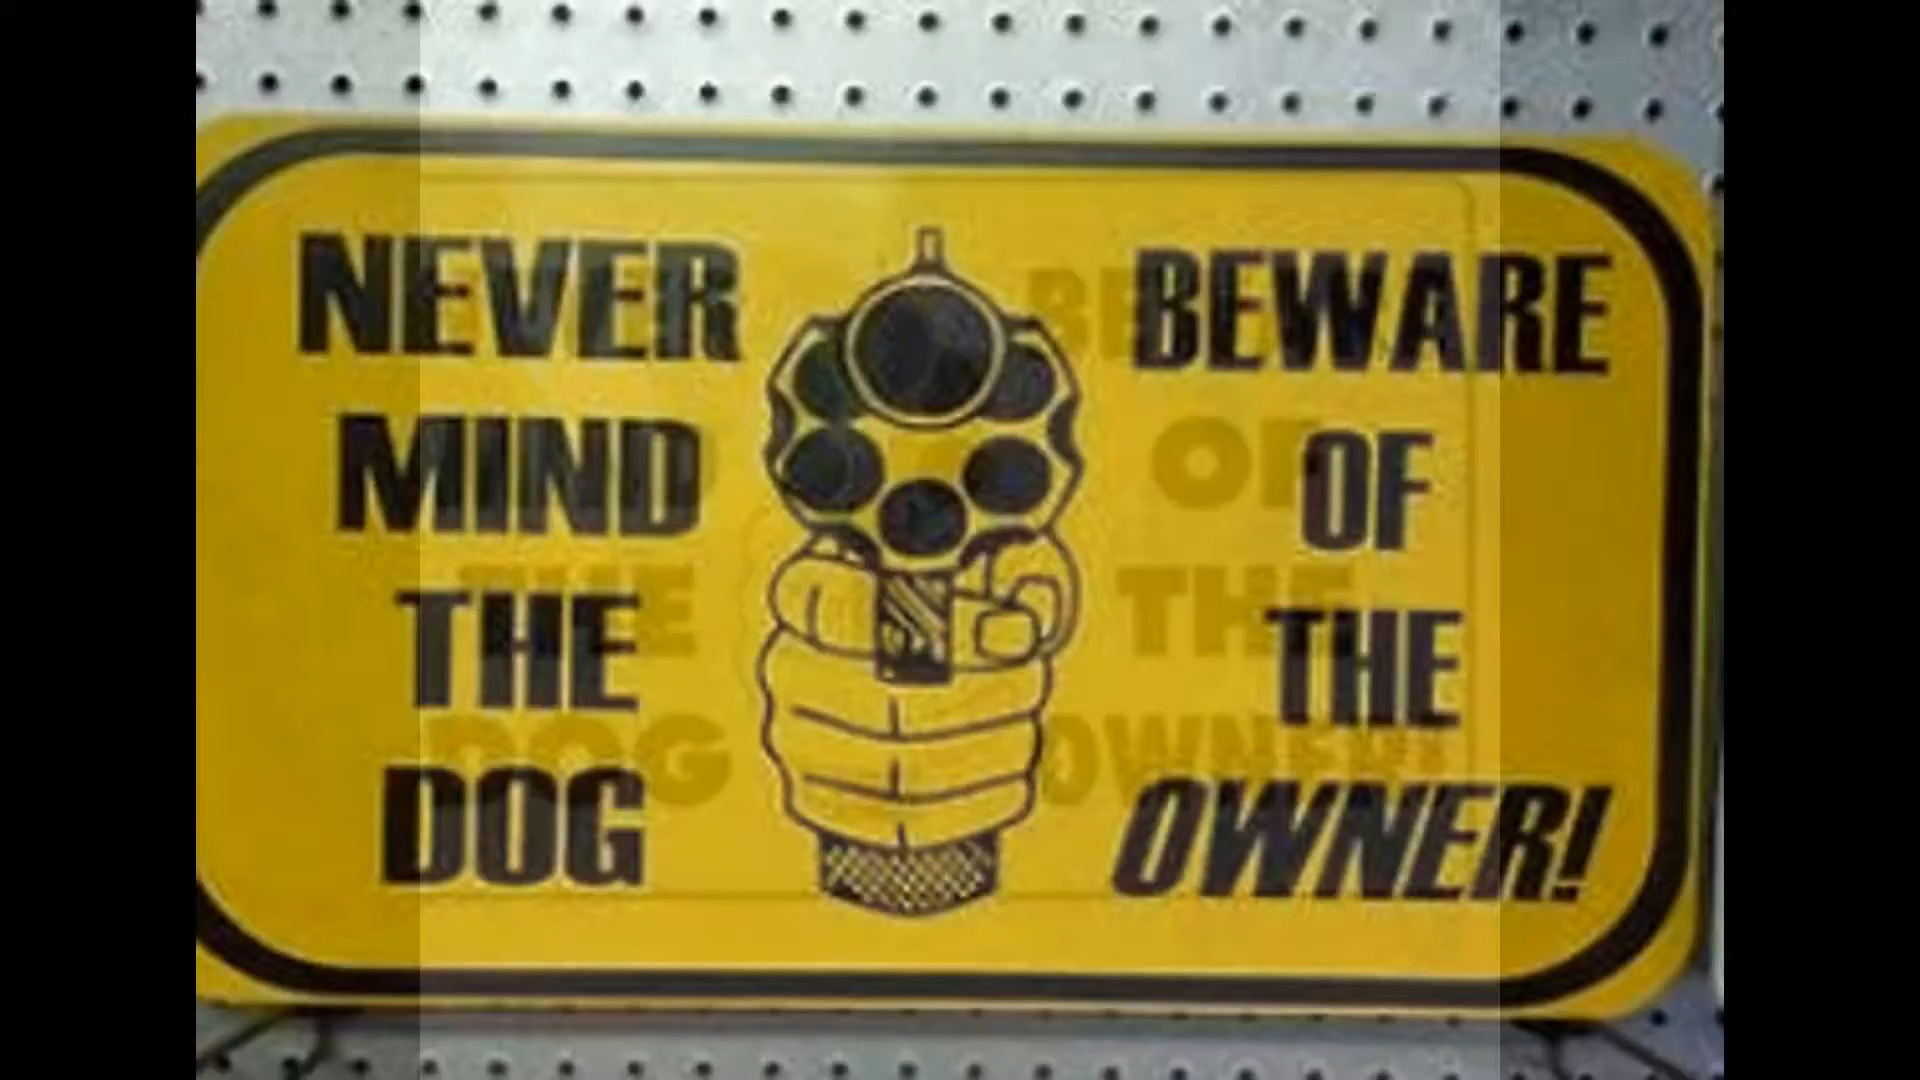 NEVER
MIND
THE
DOG
BEWARE
OF
THE
OWNER!